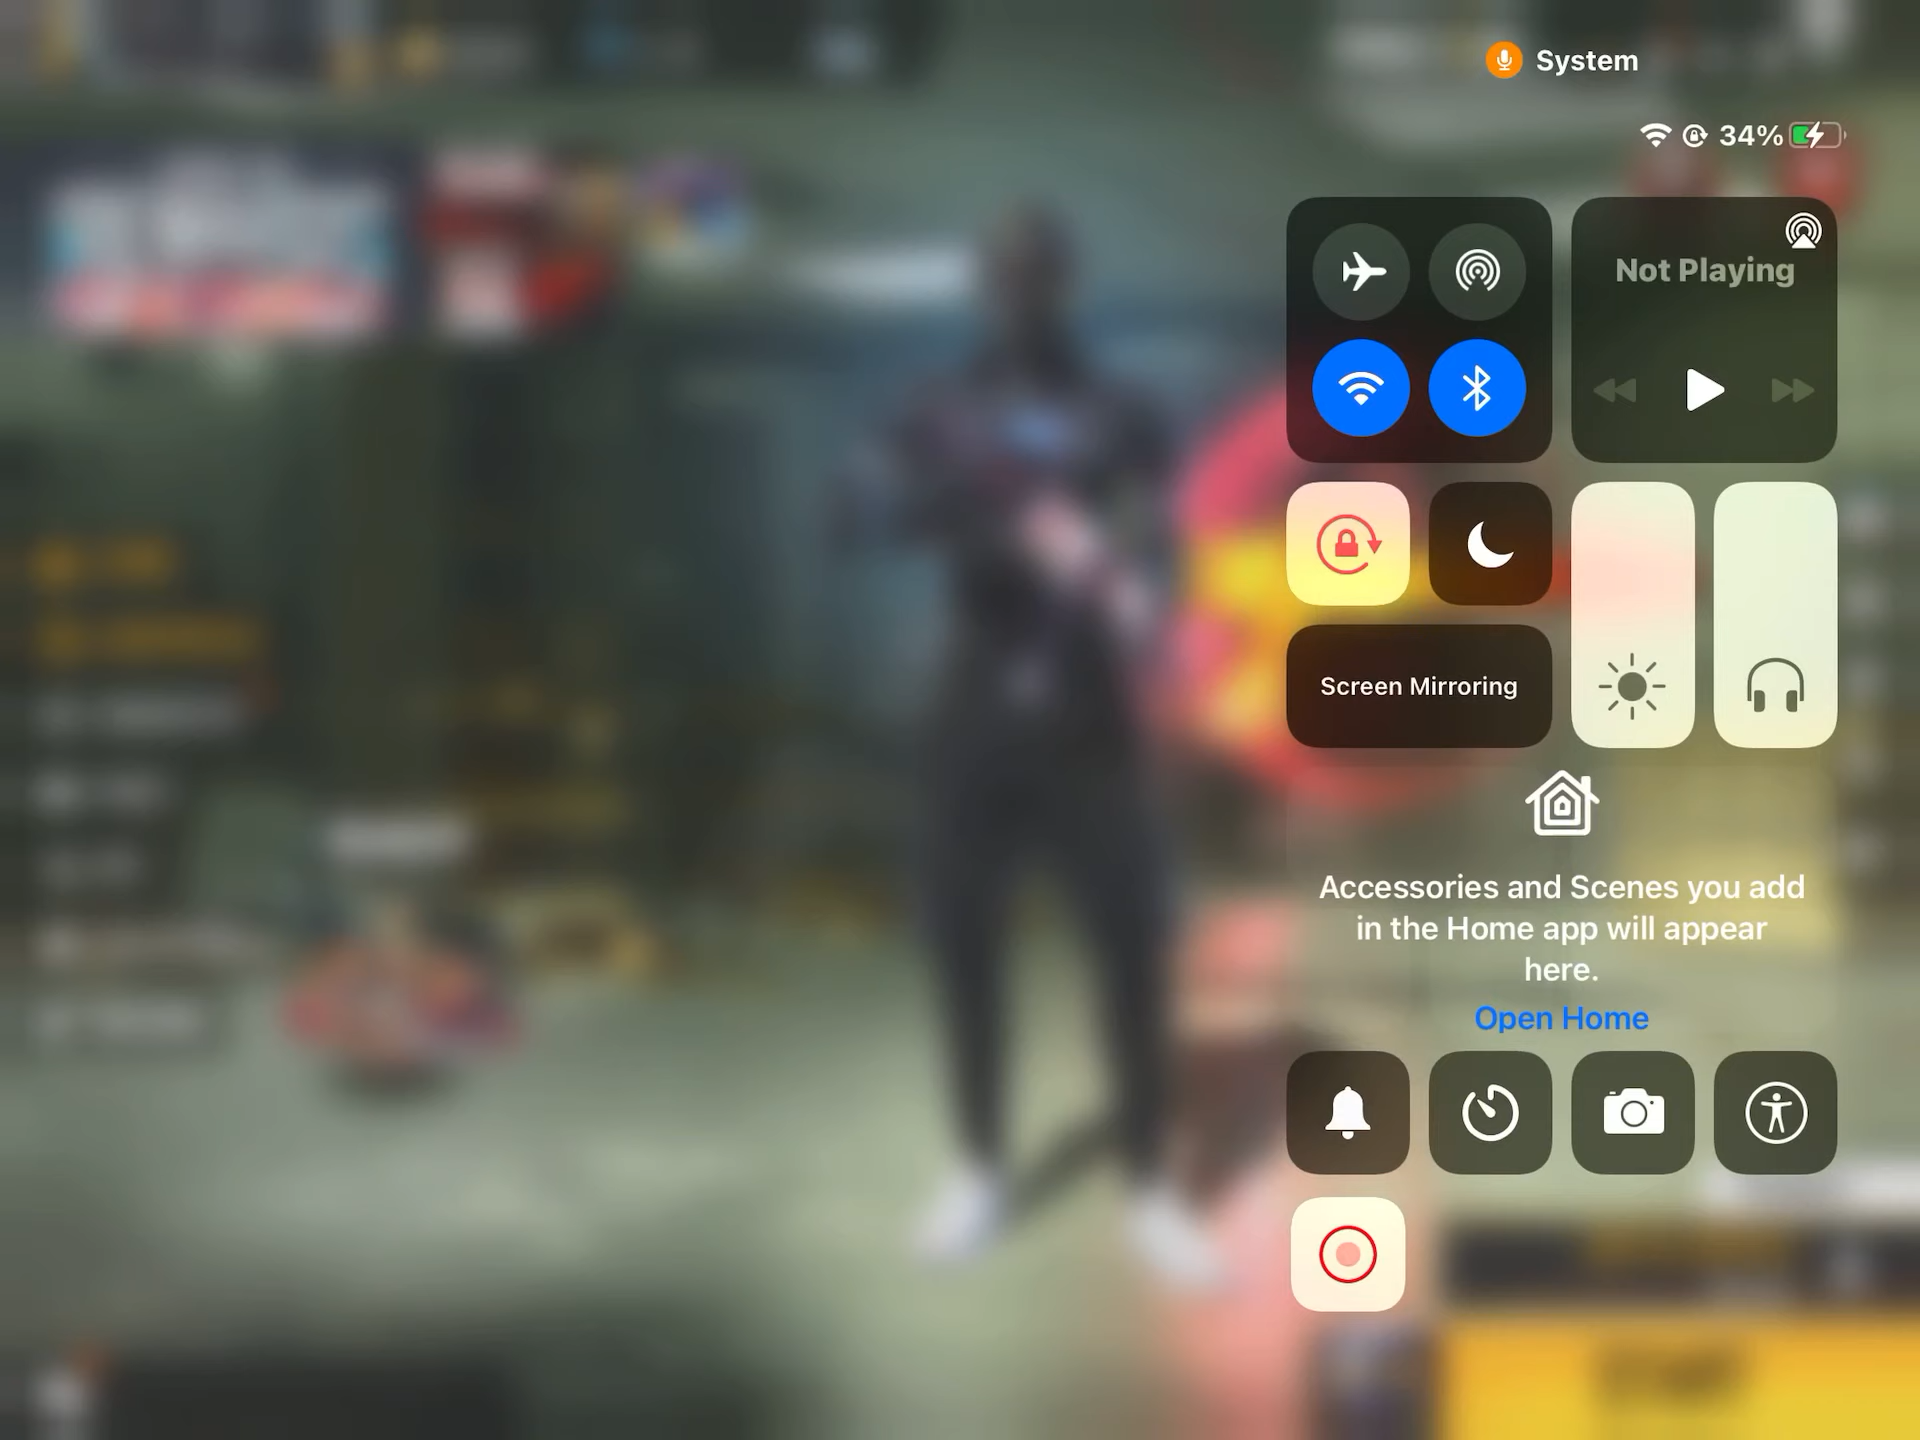 System
34%
Not Playing
Screen Mirroring
Accessories and Scenes you add
in the Home app will appear
here.
Open Home